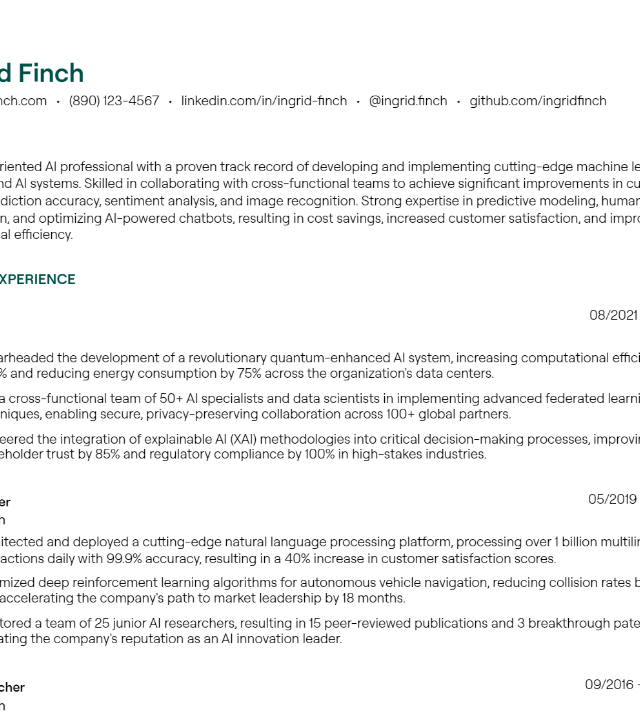 d Finch
nch.com • (890) 123-4567 • linkedin.com/in/ingrid-finch • @ingrid.finch • github.com/ingridfinch
riented AI professional with a proven track record of developing and implementing cutting-edge machine le
nd AI systems. Skilled in collaborating with cross-functional teams to achieve significant improvements in cu
diction accuracy, sentiment analysis, and image recognition. Strong expertise in predictive modeling, human
n, and optimizing AI-powered chatbots, resulting in cost savings, increased customer satisfaction, and impro
al efficiency.
XPERIENCE
08/2021
arheaded the development of a revolutionary quantum-enhanced AI system, increasing computational effici
% and reducing energy consumption by 75% across the organization's data centers.
a cross-functional team of 50+ AI specialists and data scientists in implementing advanced federated learni
niques, enabling secure, privacy-preserving collaboration across 100+ global partners.
eered the integration of explainable AI (XAI) methodologies into critical decision-making processes, improvin
eholder trust by 85% and regulatory compliance by 100% in high-stakes industries.
er 05/2019
h
itected and deployed a cutting-edge natural language processing platform, processing over 1 billion multilin
actions daily with 99.9% accuracy, resulting in a 40% increase in customer satisfaction scores.
mized deep reinforcement learning algorithms for autonomous vehicle navigation, reducing collision rates b
accelerating the company's path to market leadership by 18 months.
tored a team of 25 junior AI researchers, resulting in 15 peer-reviewed publications and 3 breakthrough pate
ating the company's reputation as an AI innovation leader.
cher 09/2016 -
h